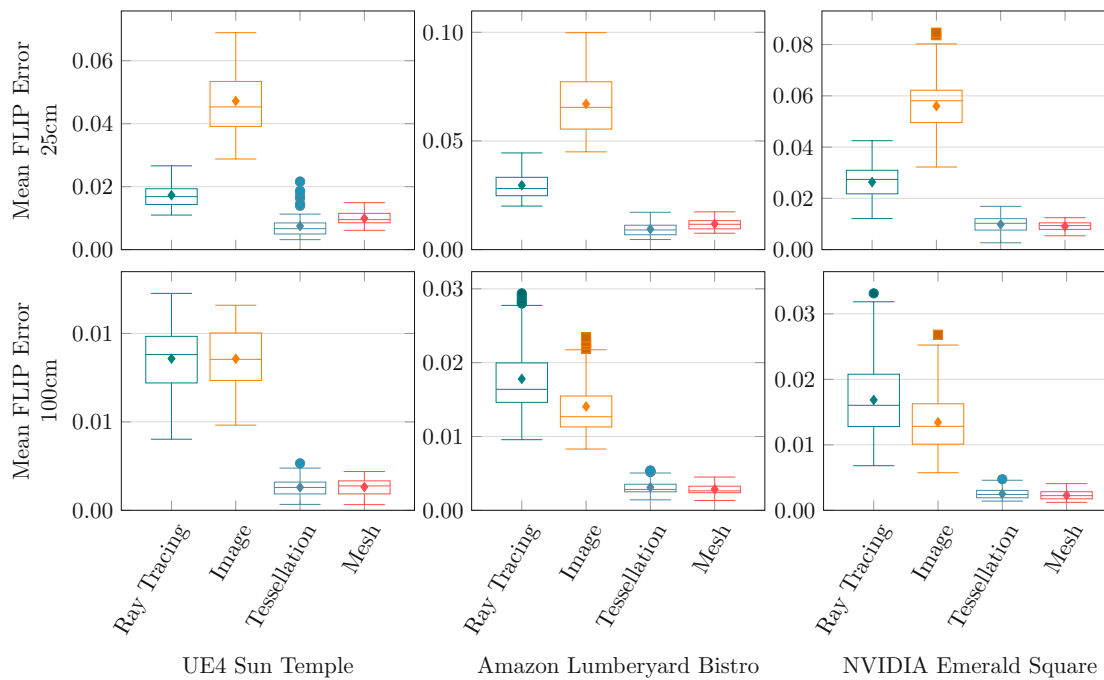 Mean FLIP Error
25cm
0.06
0.04
0.02
0.00
0.10
0.05
0.00
0.08
0.06
0.04
0.02
0.00
Mean FLIP Error
100cm
0.01
0.01
0.00
0.03
0.02
0.01
0.00
0.03
0.02
0.01
0.00
Ray Tracing
Image
Tessellation
Mesh
Ray Tracing
Image
Tessellation
Mesh
Ray Tracing
Image
Tessellation
Mesh
UE4 Sun Temple
Amazon Lumberyard Bistro
NVIDIA Emerald Square